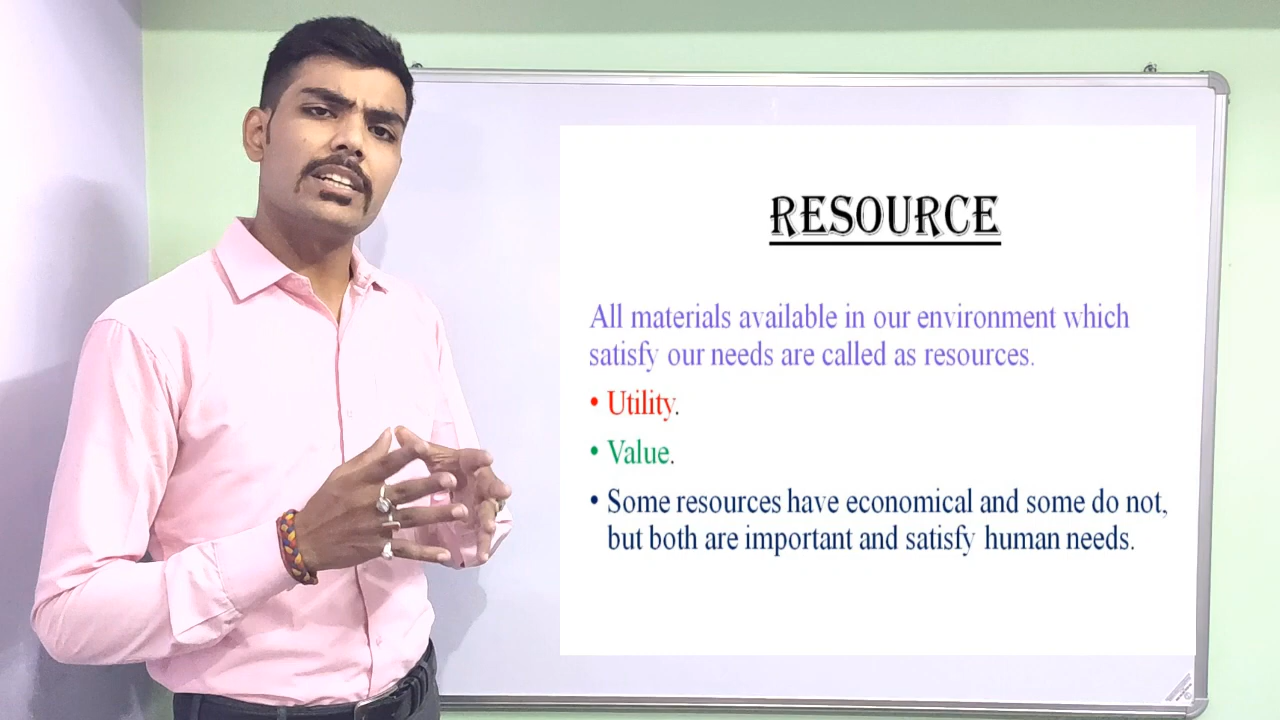 RESOURCE
All materials available in our environment which
satisfy our needs are called as resources.
• Utility.
• Value.
• Some resources have economical and some do not,
but both are important and satisfy human needs.